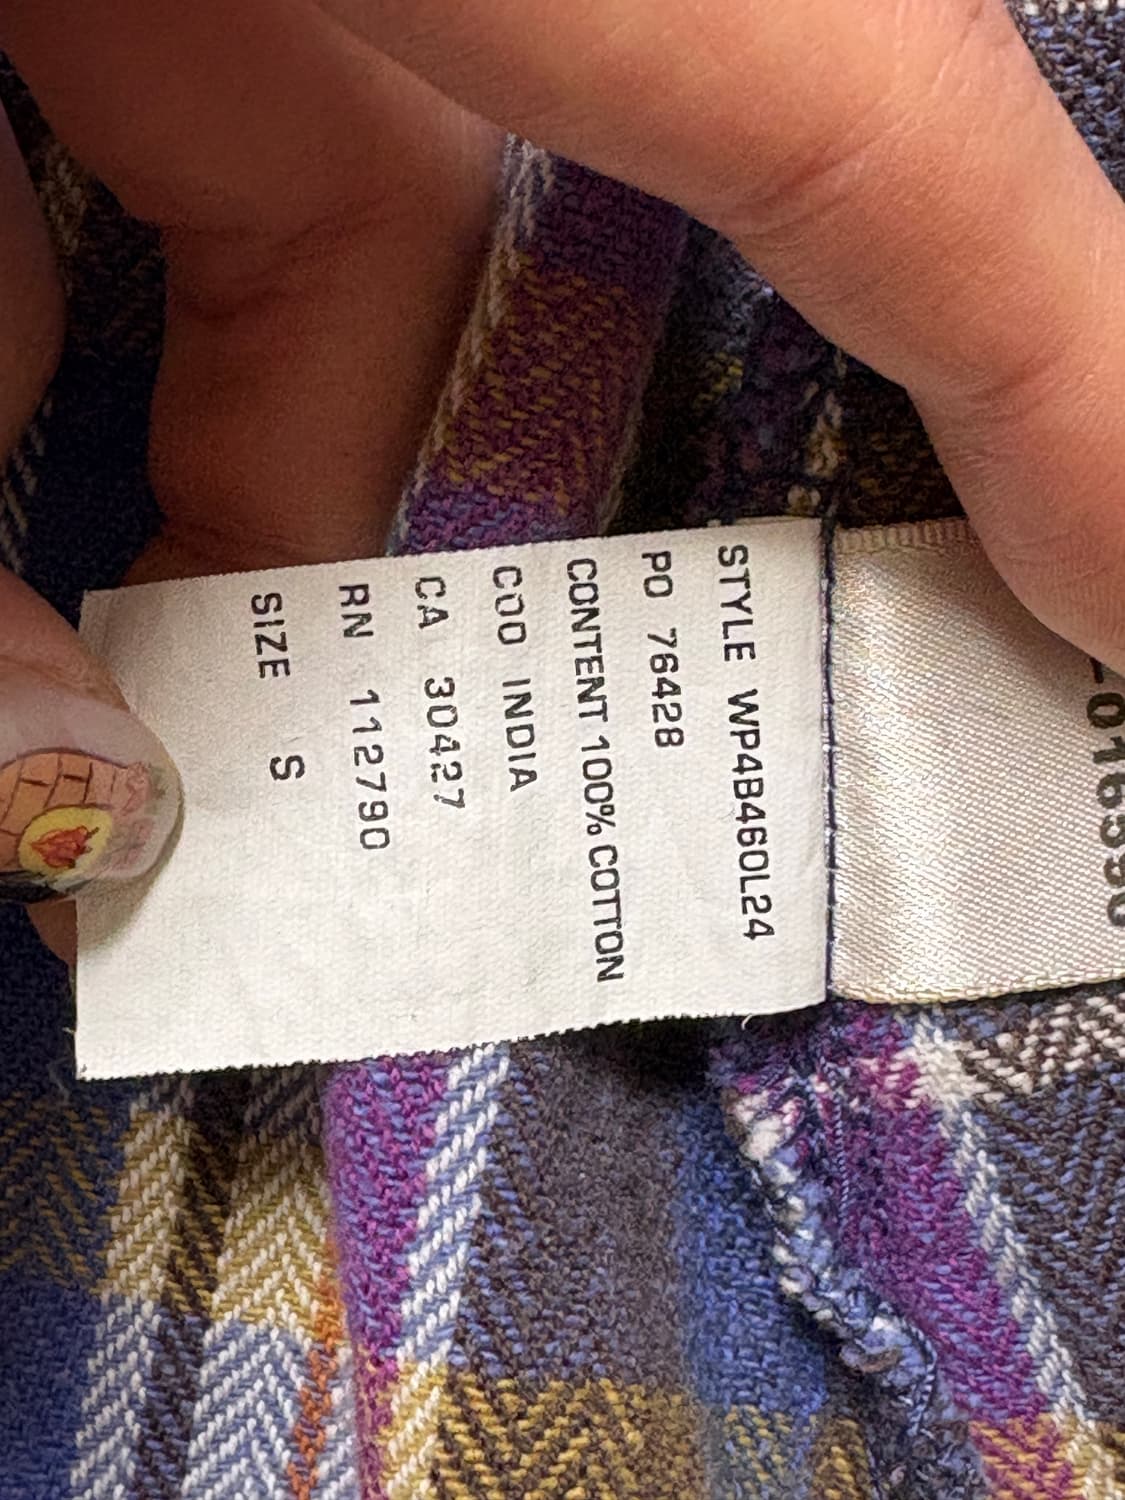 STYLE WP4B460L24
PO 76428
CONTENT 100% COTTON
COO INDIA
CA 30427
RN 112790
SIZE S